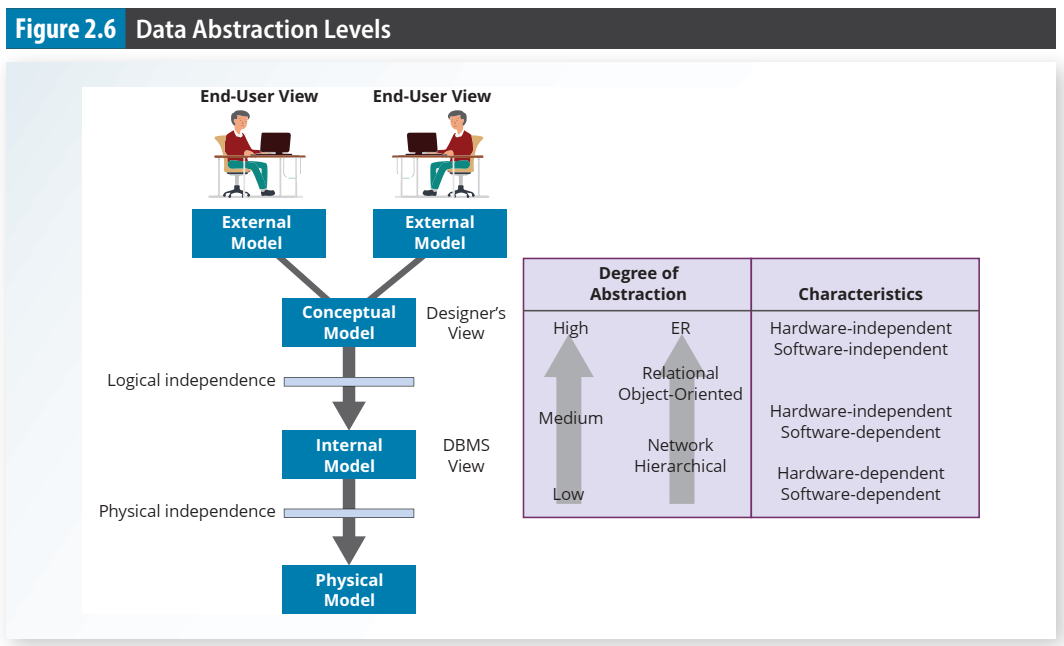 Figure 2.6 Data Abstraction Levels
End-User View
End-User View
External
Model
External
Model
Conceptual
Model
Designer’s
View
Logical independence
Internal
Model
DBMS
View
Physical independence
Physical
Model
Degree of
Abstraction
Characteristics
High
ER
Hardware-independent
Software-independent
Relational
Object-Oriented
Medium
Hardware-independent
Software-dependent
Network
Hierarchical
Low
Hardware-dependent
Software-dependent